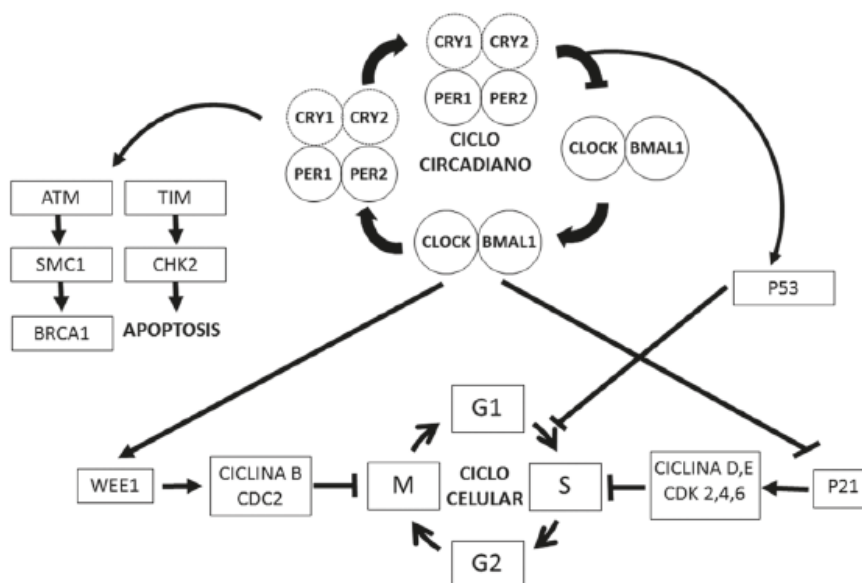 CRY1 CRY2
PER1 PER2
CICLO
CIRCADIANO
CRY1 CRY2
PER1 PER2
CLOCK BMAL1
CLOCK BMAL1
ATM TIM
SMC1 CHK2
BRCA1 APOPTOSIS
P53
G1
WEE1
CICLINA B
CDC2
M
CICLO
CELULAR
S
CICLINA D,E
CDK 2,4,6
P21
G2